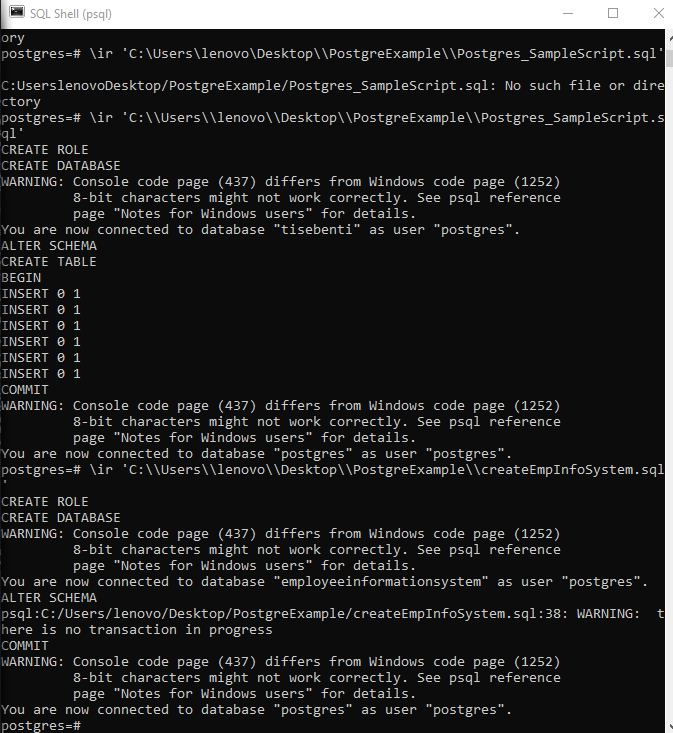 SQL Shell (psql)
ory
postgres=# \ir 'C:\Users\lenovo\Desktop\\PostgreExample\\Postgres_SampleScript.sql'
C:UserslenovoDesktop/PostgreExample/Postgres_SampleScript.sql: No such file or dire
ctory
postgres=# \ir 'C:\\Users\\lenovo\\Desktop\\PostgreExample\\Postgres_SampleScript.s
ql'
CREATE ROLE
CREATE DATABASE
WARNING: Console code page (437) differs from Windows code page (1252)
         8-bit characters might not work correctly. See psql reference
         page "Notes for Windows users" for details.
You are now connected to database "tisebenti" as user "postgres".
ALTER SCHEMA
CREATE TABLE
BEGIN
INSERT 0 1
INSERT 0 1
INSERT 0 1
INSERT 0 1
INSERT 0 1
INSERT 0 1
COMMIT
WARNING: Console code page (437) differs from Windows code page (1252)
         8-bit characters might not work correctly. See psql reference
         page "Notes for Windows users" for details.
You are now connected to database "postgres" as user "postgres".
postgres=# \ir 'C:\\Users\\lenovo\\Desktop\\PostgreExample\\createEmpInfoSystem.sql
'
CREATE ROLE
CREATE DATABASE
WARNING: Console code page (437) differs from Windows code page (1252)
         8-bit characters might not work correctly. See psql reference
         page "Notes for Windows users" for details.
You are now connected to database "employeeinformationsystem" as user "postgres".
ALTER SCHEMA
psql:C:/Users/lenovo/Desktop/PostgreExample/createEmpInfoSystem.sql:38: WARNING:  t
here is no transaction in progress
COMMIT
WARNING: Console code page (437) differs from Windows code page (1252)
         8-bit characters might not work correctly. See psql reference
         page "Notes for Windows users" for details.
You are now connected to database "postgres" as user "postgres".
postgres=#